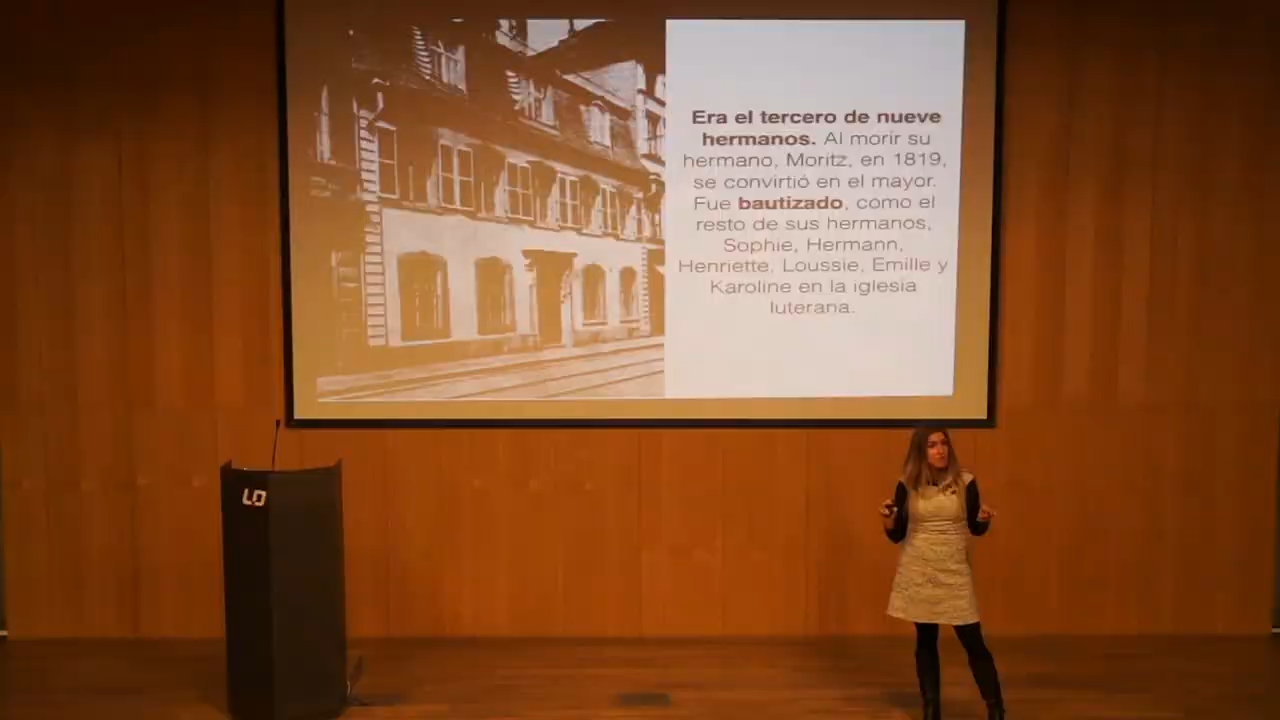 Era el tercero de nueve
hermanos. Al morir su
hermano, Moritz, en 1819,
se convirtió en el mayor.
Fue bautizado, como el
resto de sus hermanos,
Sophie, Hermann,
Henriette, Loussie, Emille y
Karoline en la iglesia
luterana.
UD